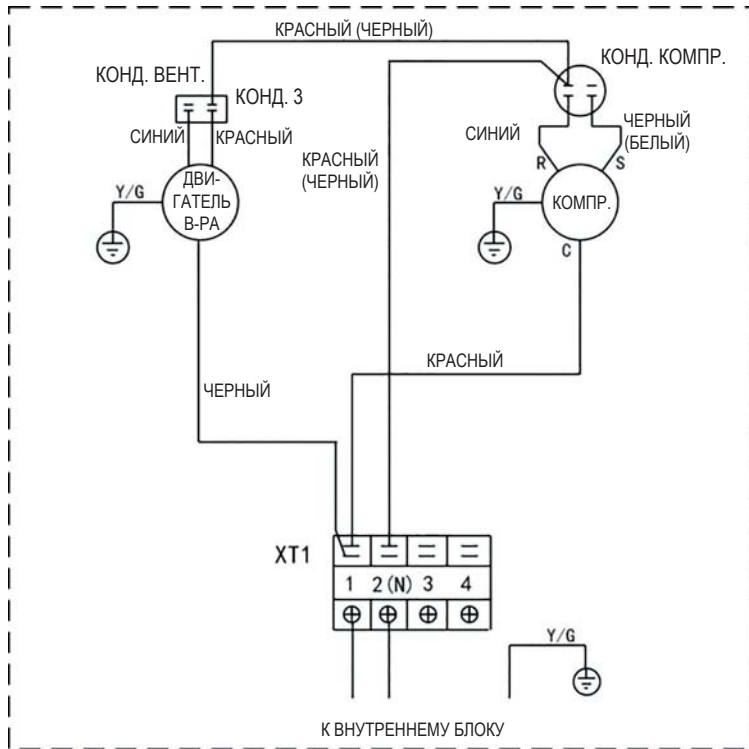 КРАСНЫЙ (ЧЕРНЫЙ)
КОНД. ВЕНТ.
КОНД. 3
КОНД. КОМПР.
СИНИЙ
КРАСНЫЙ
КРАСНЫЙ
(ЧЕРНЫЙ)
СИНИЙ
ЧЕРНЫЙ
(БЕЛЫЙ)
R
S
Y/G
ДВИ-
ГАТЕЛЬ
В-РА
Y/G
КОМПР.
C
КРАСНЫЙ
ЧЕРНЫЙ
XT1
1 2(N) 3 4
Y/G
К ВНУТРЕННЕМУ БЛОКУ